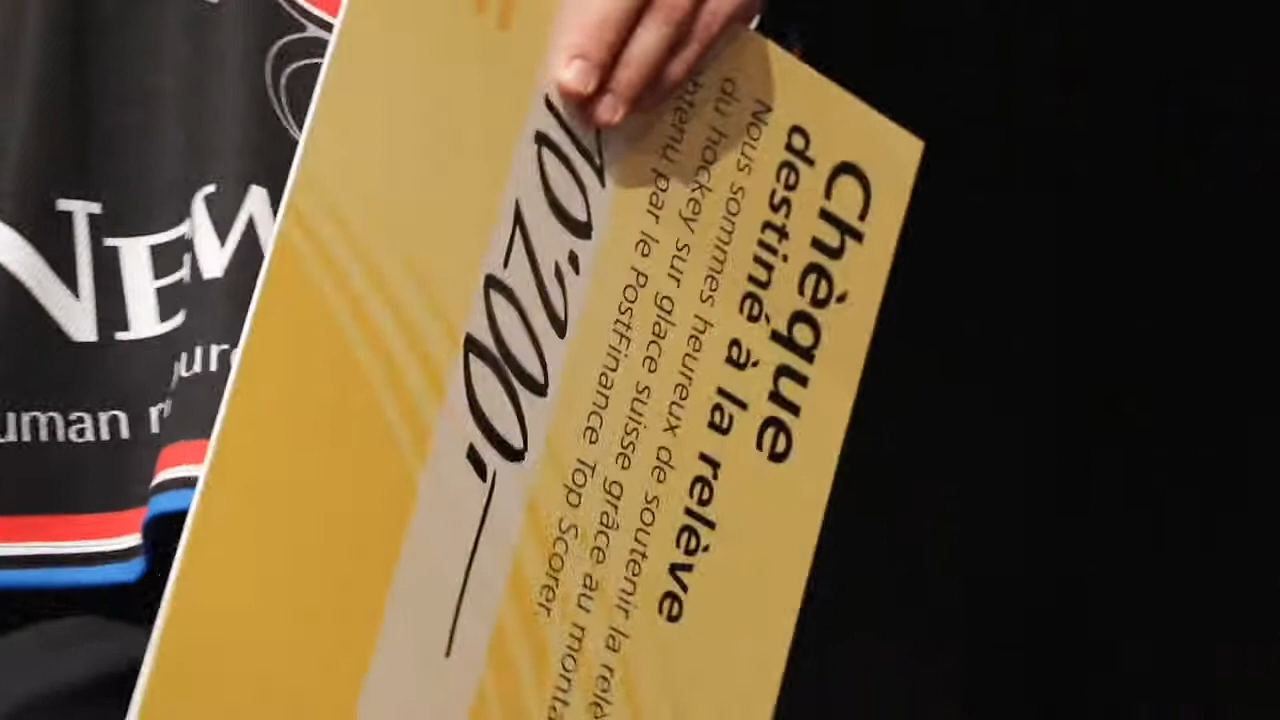 Chèque
destiné à la relève
Nous sommes heureux de soutenir la relè
du hockey sur glace suisse grâce au monta
obtenu par le PostFinance Top Scorer.
10'200.—
NEW
uman r